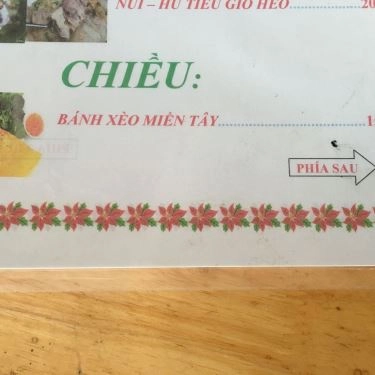 NUI – HỦ TIẾU GIÒ HEO
CHIỀU:
BÁNH XÈO MIỀN TÂY
PHÍA SAU